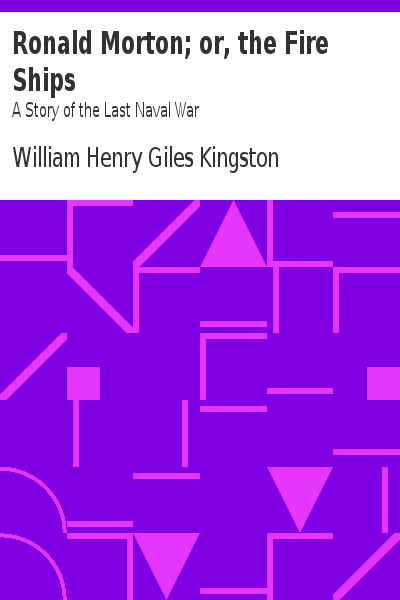 Ronald Morton; or, the Fire
Ships
A Story of the Last Naval War
William Henry Giles Kingston